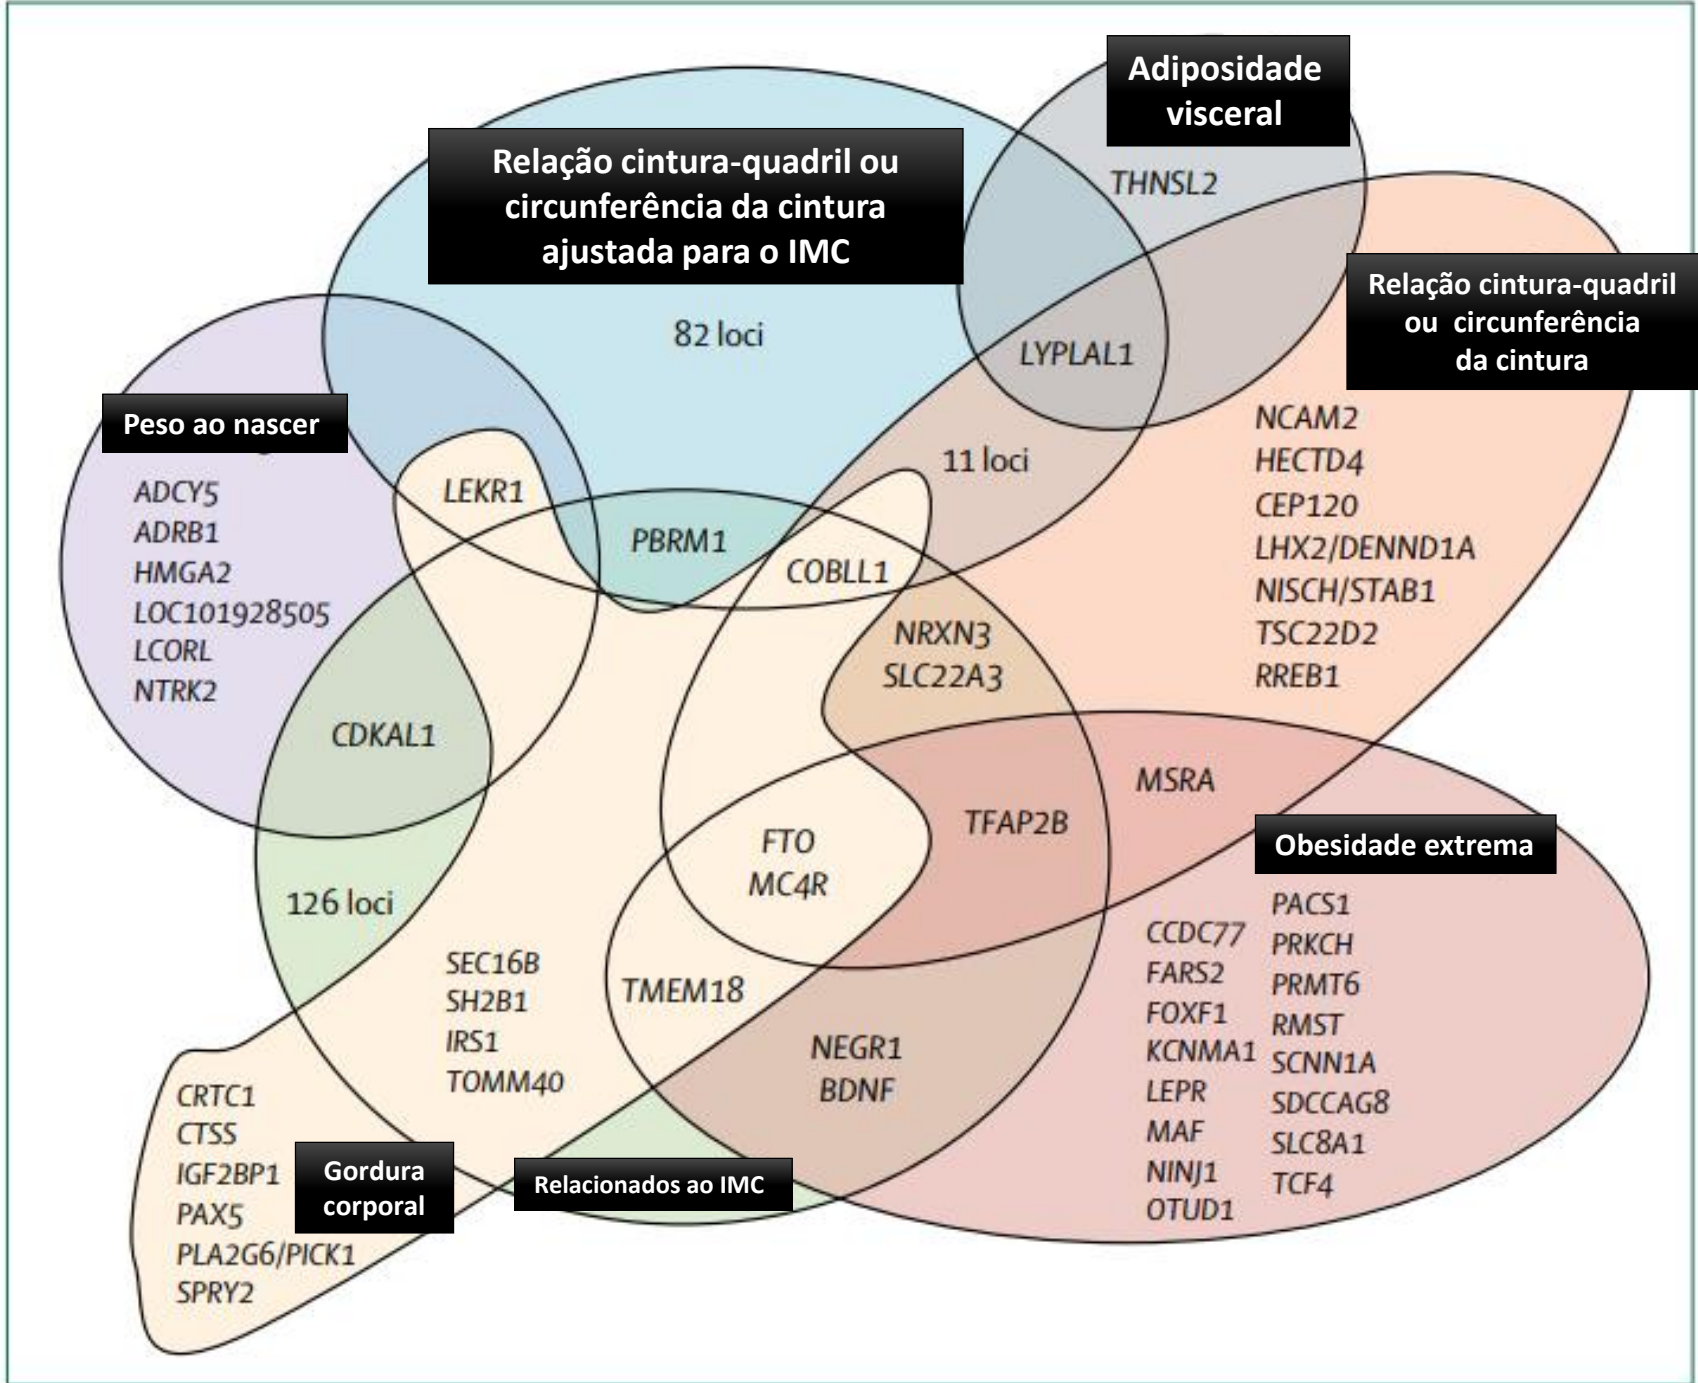 Adiposidade
visceral
THNSL2
Relação cintura-quadril ou
circunferência da cintura
ajustada para o IMC
82 loci
LYPLAL1
Relação cintura-quadril
ou circunferência
da cintura
11 loci
NCAM2
HECTD4
CEP120
LHX2/DENND1A
NISCH/STAB1
TSC22D2
RREB1
Peso ao nascer
ADCY5
ADRB1
HMGA2
LOC101928505
LCORL
NTRK2
LEKR1
PBRM1
COBLL1
NRXN3
SLC22A3
CDKAL1
MSRA
TFAP2B
FTO
MC4R
Obesidade extrema
126 loci
SEC16B
SH2B1
IRS1
TOMM40
TMEM18
NEGR1
BDNF
CCDC77
FARS2
FOXF1
KCNMA1
LEPR
MAF
NINJ1
OTUD1
PACS1
PRKCH
PRMT6
RMST
SCNN1A
SDCCAG8
SLC8A1
TCF4
CRTC1
CTSS
IGF2BP1
PAX5
PLA2G6/PICK1
SPRY2
Gordura
corporal
Relacionados ao IMC